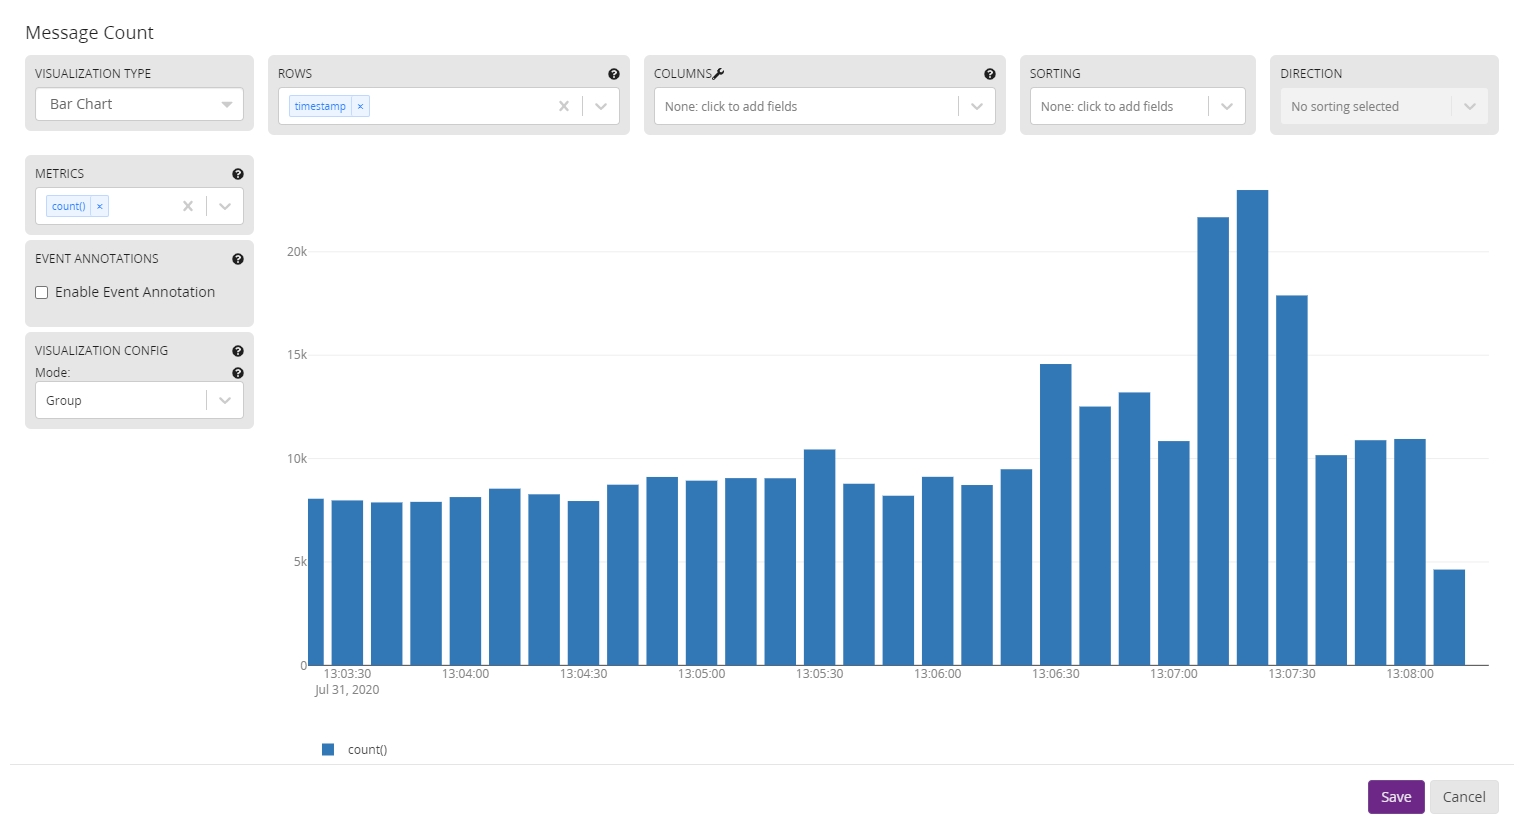 Message Count
VISUALIZATION TYPE
Bar Chart
ROWS
timestamp ×
COLUMNS
None: click to add fields
SORTING
None: click to add fields
DIRECTION
No sorting selected
METRICS
count() ×
EVENT ANNOTATIONS
Enable Event Annotation
VISUALIZATION CONFIG
Mode:
Group
20k
15k
10k
5k
0
13:03:30 13:04:00 13:04:30 13:05:00 13:05:30 13:06:00 13:06:30 13:07:00 13:07:30 13:08:00
Jul 31, 2020
count()
Save Cancel